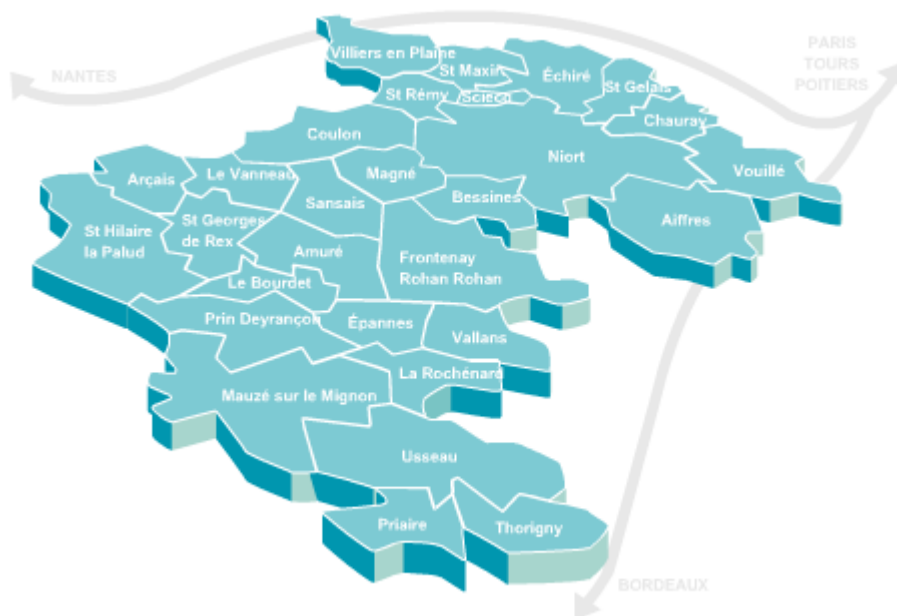 PARIS
TOURS
POITIERS
NANTES
Villiers en Plaine
St Maxin
Échiré
St Gelais
St Rémy
Sciecq
Chauray
Coulon
Niort
Vouillé
Arçais
Le Vanneau
Magné
Bessines
Sansais
Aiffres
St Hilaire
la Palud
St Georges
de Rex
Amuré
Frontenay
Rohan Rohan
Le Bourdet
Prin Deyrançon
Épannes
Vallans
La Rochénard
Mauzé sur le Mignon
Usseau
Priaire
Thorigny
BORDEAUX